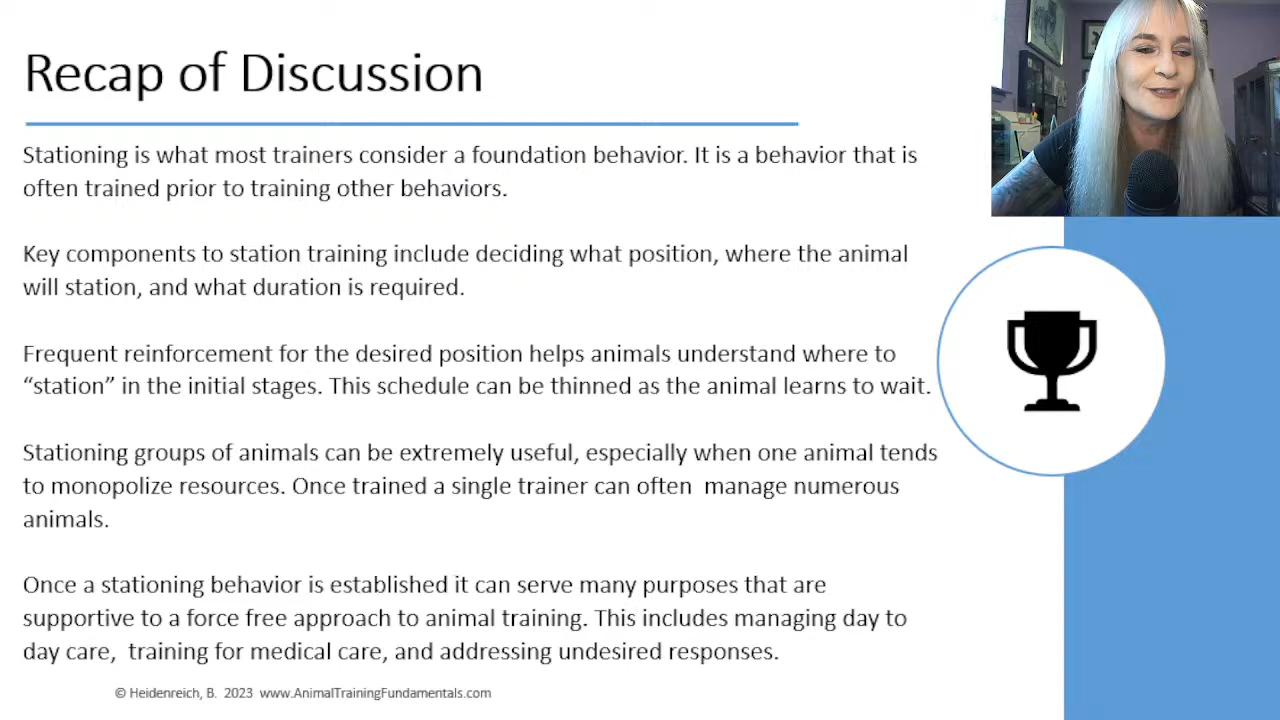 Recap of Discussion
Stationing is what most trainers consider a foundation behavior. It is a behavior that is
often trained prior to training other behaviors.
Key components to station training include deciding what position, where the animal
will station, and what duration is required.
Frequent reinforcement for the desired position helps animals understand where to
“station” in the initial stages. This schedule can be thinned as the animal learns to wait.
Stationing groups of animals can be extremely useful, especially when one animal tends
to monopolize resources. Once trained a single trainer can often  manage numerous
animals.
Once a stationing behavior is established it can serve many purposes that are
supportive to a force free approach to animal training. This includes managing day to
day care,  training for medical care, and addressing undesired responses.
© Heidenreich, B.  2023  www.AnimalTrainingFundamentals.com